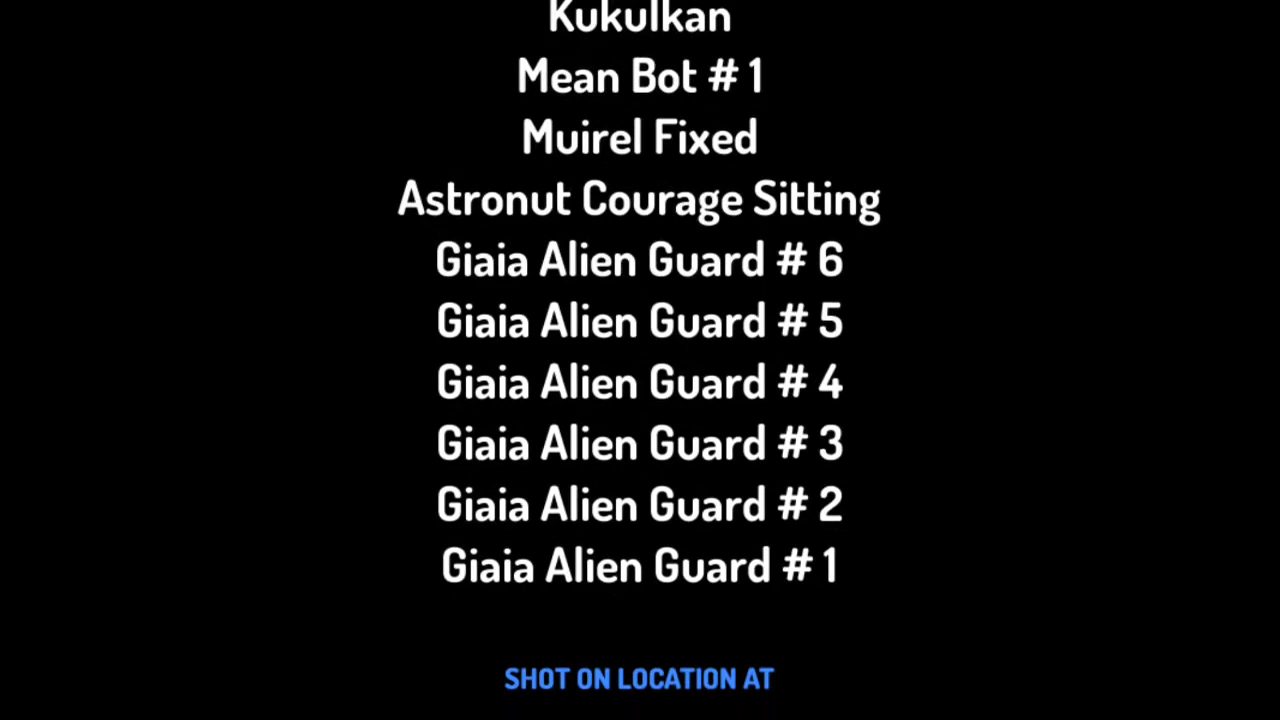 Kukulkan
Mean Bot # 1
Muirel Fixed
Astronut Courage Sitting
Giaia Alien Guard # 6
Giaia Alien Guard # 5
Giaia Alien Guard # 4
Giaia Alien Guard # 3
Giaia Alien Guard # 2
Giaia Alien Guard # 1
SHOT ON LOCATION AT